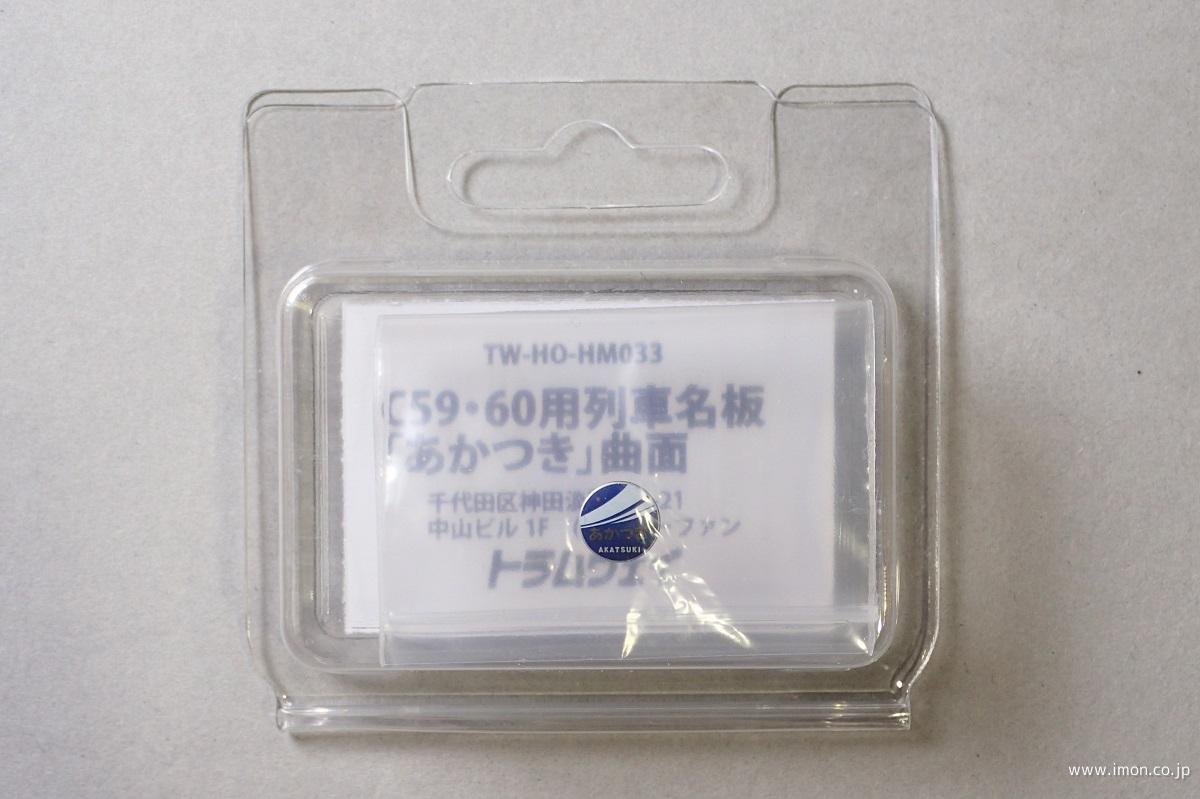 TW-HO-HM033
C59・60用列車名板
「あかつき」曲面
千代田区神田 21
中山ビル 1F ファン
あかつき
AKATSUKI
トラムウェイ
www.imon.co.jp